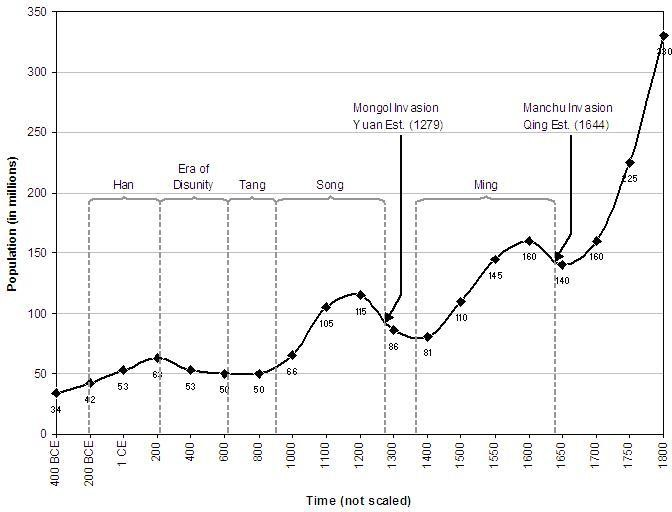 350
300
250
200
150
100
50
0
Population (in millions)
Mongol Invasion
Yuan Est. (1279)
Manchu Invasion
Qing Est. (1644)
Han
Era of
Disunity
Tang
Song
Ming
34
42
53
63
53
50
50
66
105
115
86
81
110
145
160
140
160
225
330
400 BCE
200 BCE
1 CE
200
400
600
800
1000
1100
1200
1300
1400
1500
1550
1600
1650
1700
1750
1800
Time (not scaled)